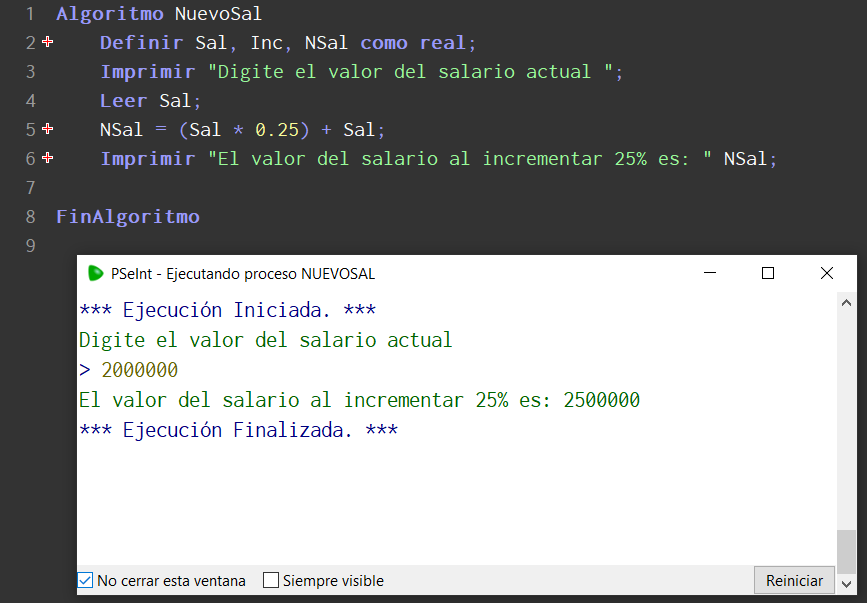 1 Algoritmo NuevoSal
2 Definir Sal, Inc, NSal como real;
3 Imprimir "Digite el valor del salario actual ";
4 Leer Sal;
5 NSal = (Sal * 0.25) + Sal;
6 Imprimir "El valor del salario al incrementar 25% es: " NSal;
7
8 FinAlgoritmo
9
PSeInt - Ejecutando proceso NUEVOSAL
*** Ejecución Iniciada. ***
Digite el valor del salario actual
> 2000000
El valor del salario al incrementar 25% es: 2500000
*** Ejecución Finalizada. ***
No cerrar esta ventana Siempre visible Reiniciar